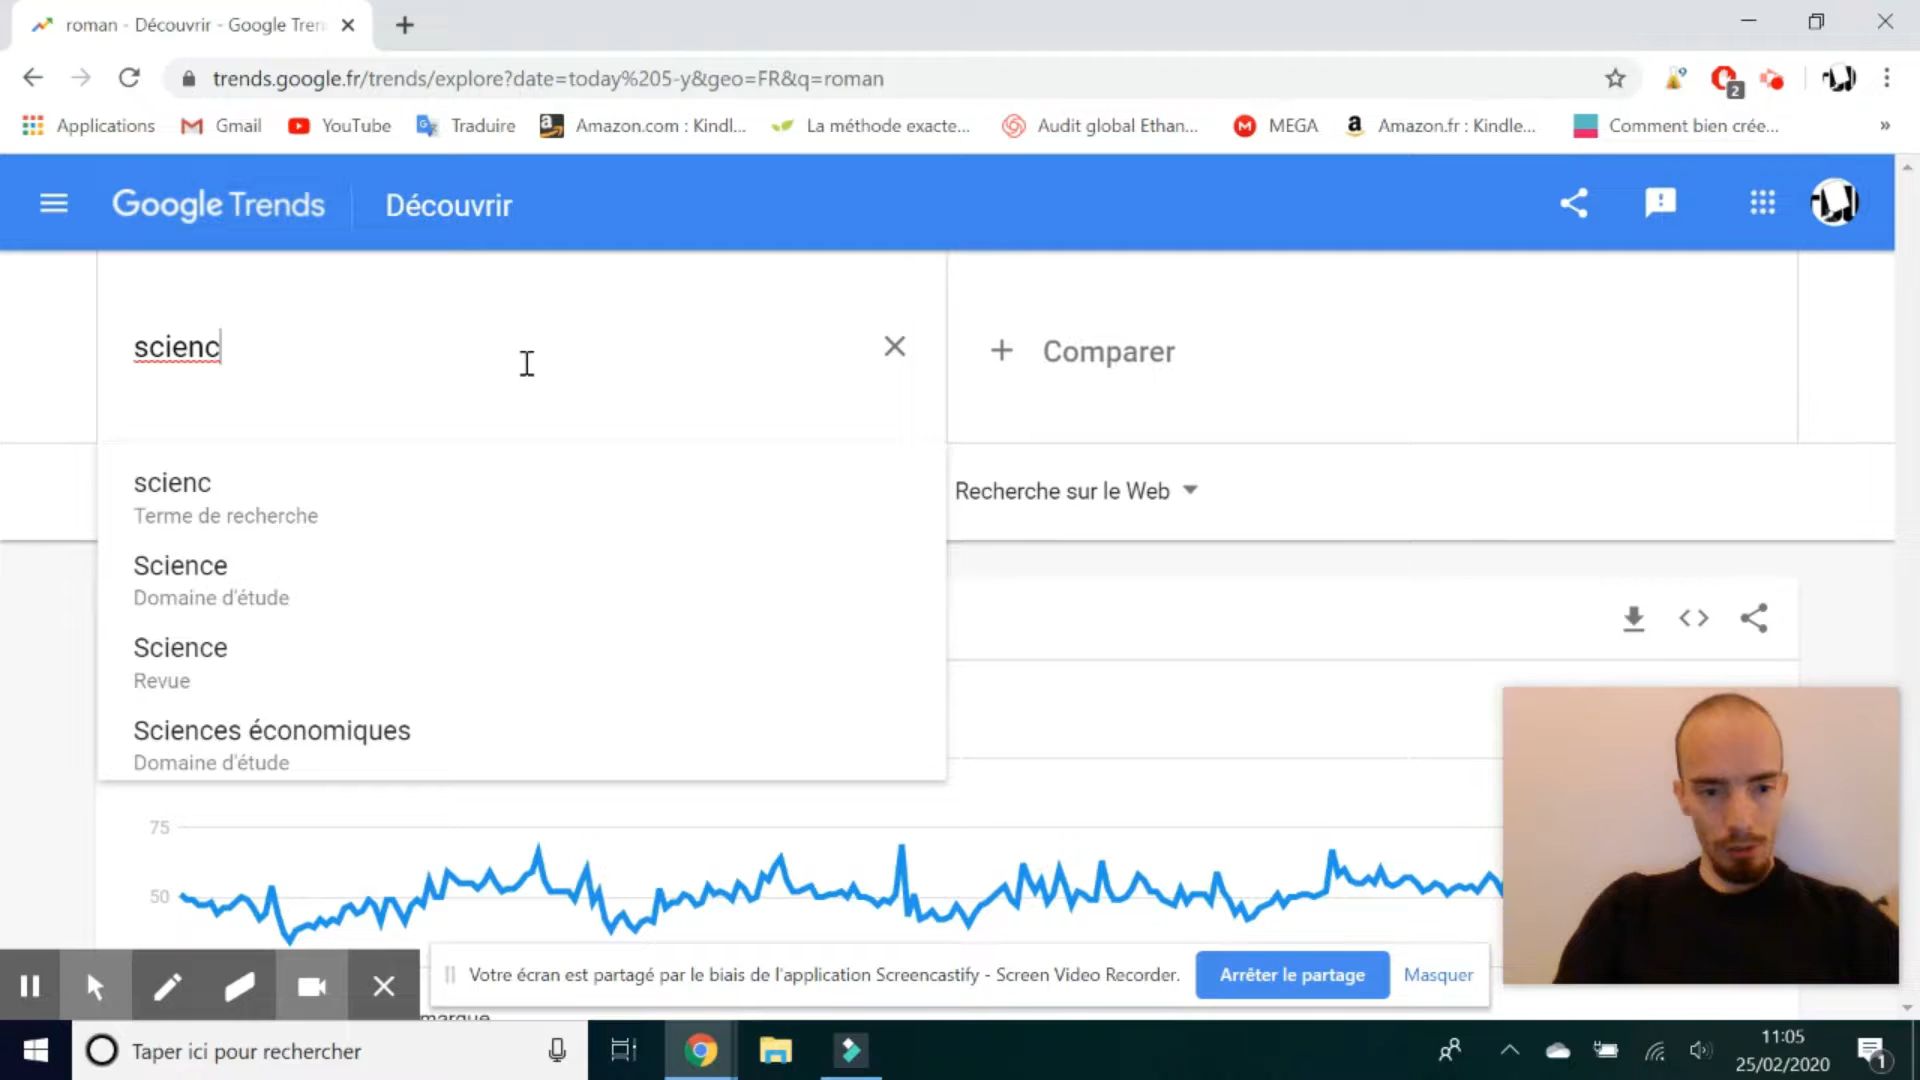 roman - Découvrir - Google Tren
trends.google.fr/trends/explore?date=today%205-y&geo=FR&q=roman
2
Applications
Gmail
YouTube
Traduire
Amazon.com : Kindl...
La méthode exacte...
Audit global Ethan...
MEGA
Amazon.fr : Kindle...
Comment bien crée...
»
Google Trends
Découvrir
scienc
+ Comparer
scienc
Terme de recherche
Recherche sur le Web
Science
Domaine d'étude
Science
Revue
Sciences économiques
Domaine d'étude
75
50
Votre écran est partagé par le biais de l'application Screencastify - Screen Video Recorder.
Arrêter le partage
Masquer
marque
Taper ici pour rechercher
11:05
25/02/2020
1